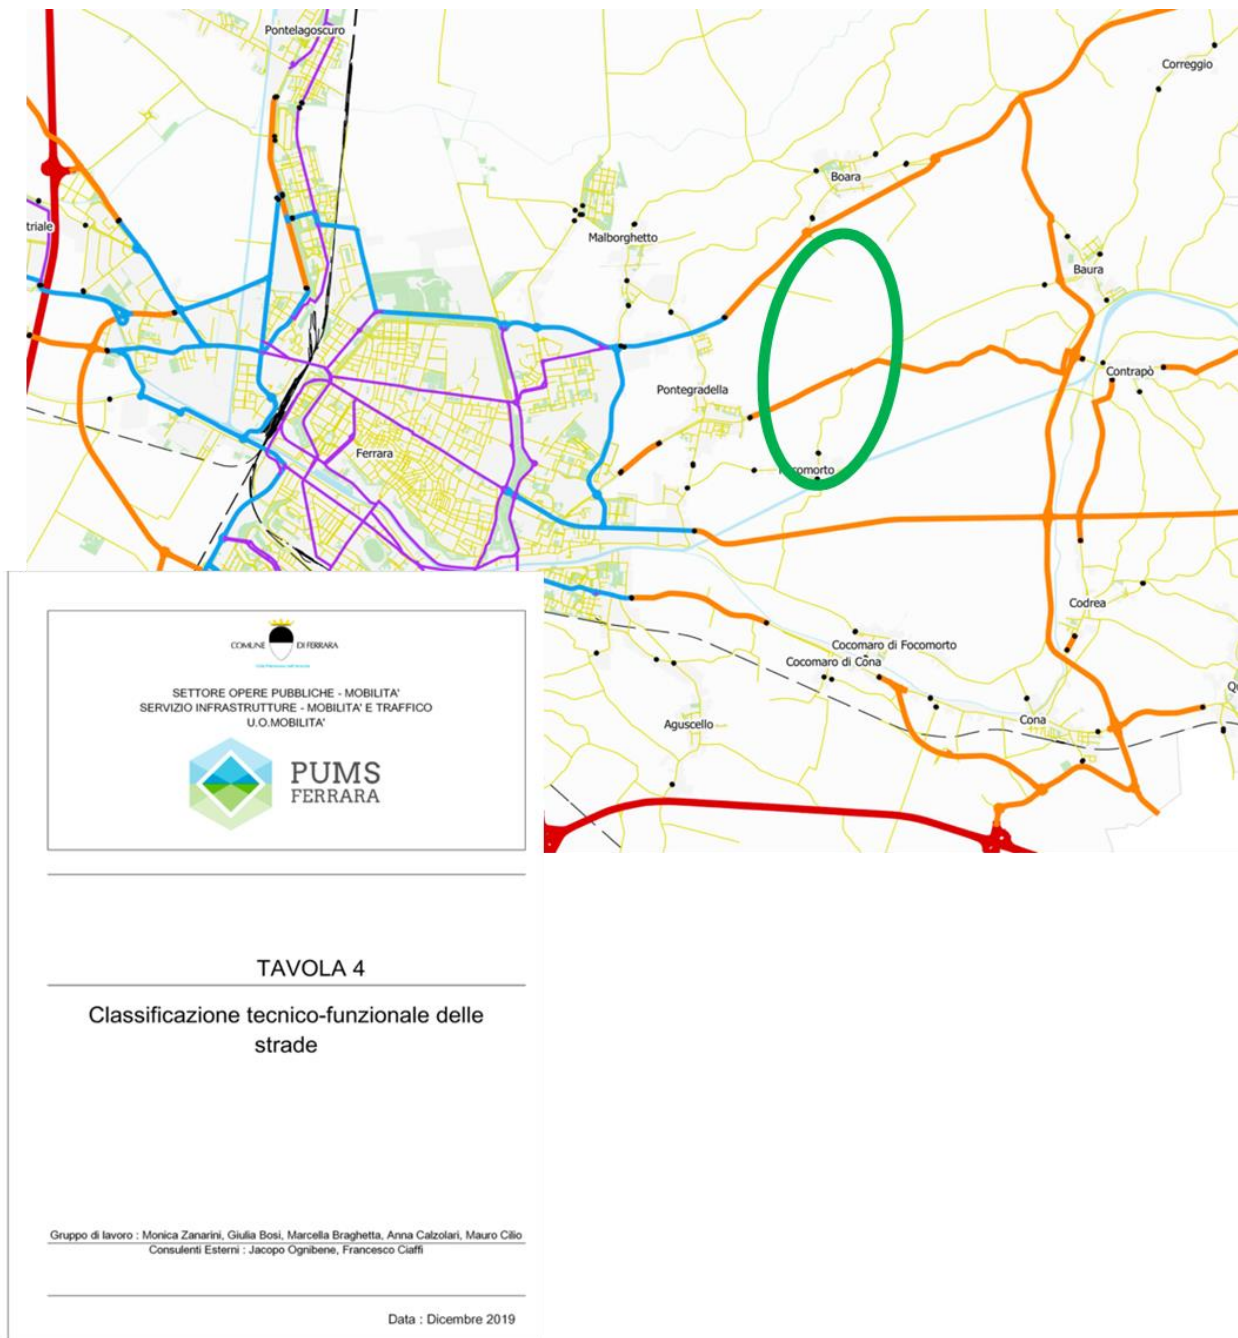 Pontelagoscuro
Correggio
Boara
triale
Malborghetto
Baura
Contrapò
Pontegradella
Ferrara
Codrea
Cocomaro di Focomorto
Cocomaro di Cona
Aguscello
Cona
COMUNE DI FERRARA
SETTORE OPERE PUBBLICHE - MOBILITA'
SERVIZIO INFRASTRUTTURE - MOBILITA' E TRAFFICO
U.O.MOBILITA'
PUMS
FERRARA
TAVOLA 4
Classificazione tecnico-funzionale delle
strade
Gruppo di lavoro : Monica Zanarini, Giulia Bosi, Marcella Braghetta, Anna Calzolari, Mauro Cilio
Consulenti Esterni : Jacopo Ognibene, Francesco Ciaffi
Data : Dicembre 2019